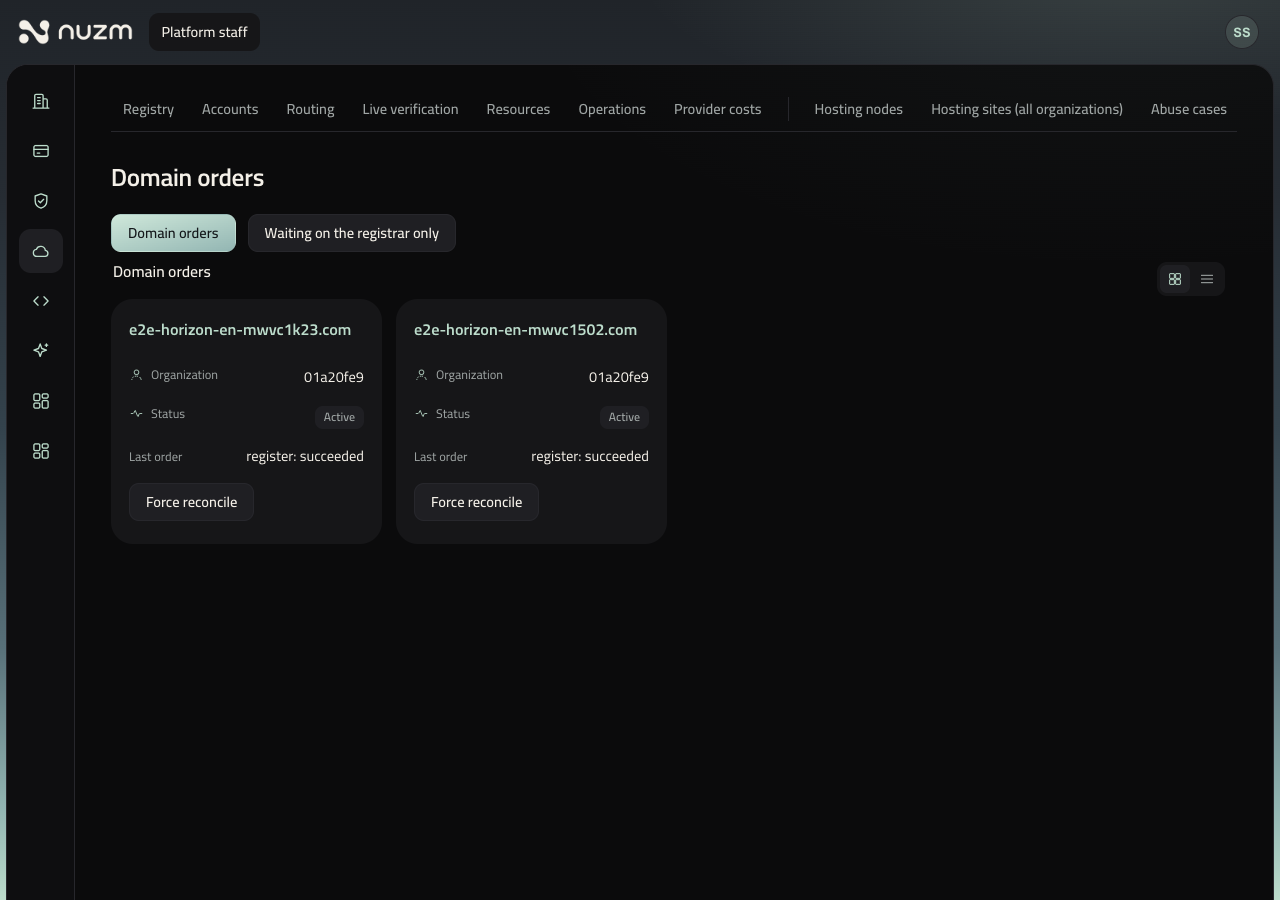 nuzm
Platform staff
SS
Registry Accounts Routing Live verification Resources Operations Provider costs Hosting nodes Hosting sites (all organizations) Abuse cases
Domain orders
Domain orders
Waiting on the registrar only
Domain orders
e2e-horizon-en-mwvc1k23.com
Organization 01a20fe9
Status Active
Last order register: succeeded
Force reconcile
e2e-horizon-en-mwvc1502.com
Organization 01a20fe9
Status Active
Last order register: succeeded
Force reconcile